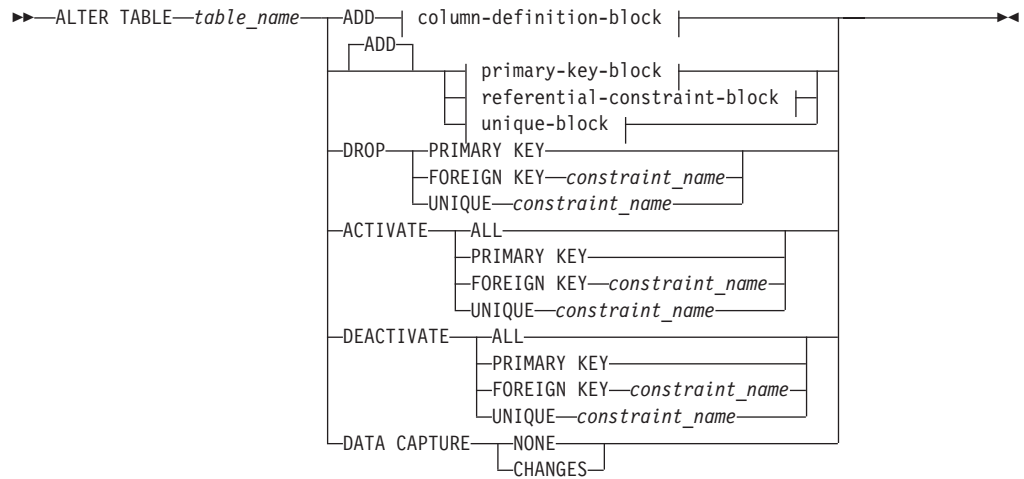 ALTER TABLE table_name ADD column-definition-block
ADD
primary-key-block
referential-constraint-block
unique-block
DROP PRIMARY KEY
FOREIGN KEY constraint_name
UNIQUE constraint_name
ACTIVATE ALL
PRIMARY KEY
FOREIGN KEY constraint_name
UNIQUE constraint_name
DEACTIVATE ALL
PRIMARY KEY
FOREIGN KEY constraint_name
UNIQUE constraint_name
DATA CAPTURE NONE
CHANGES